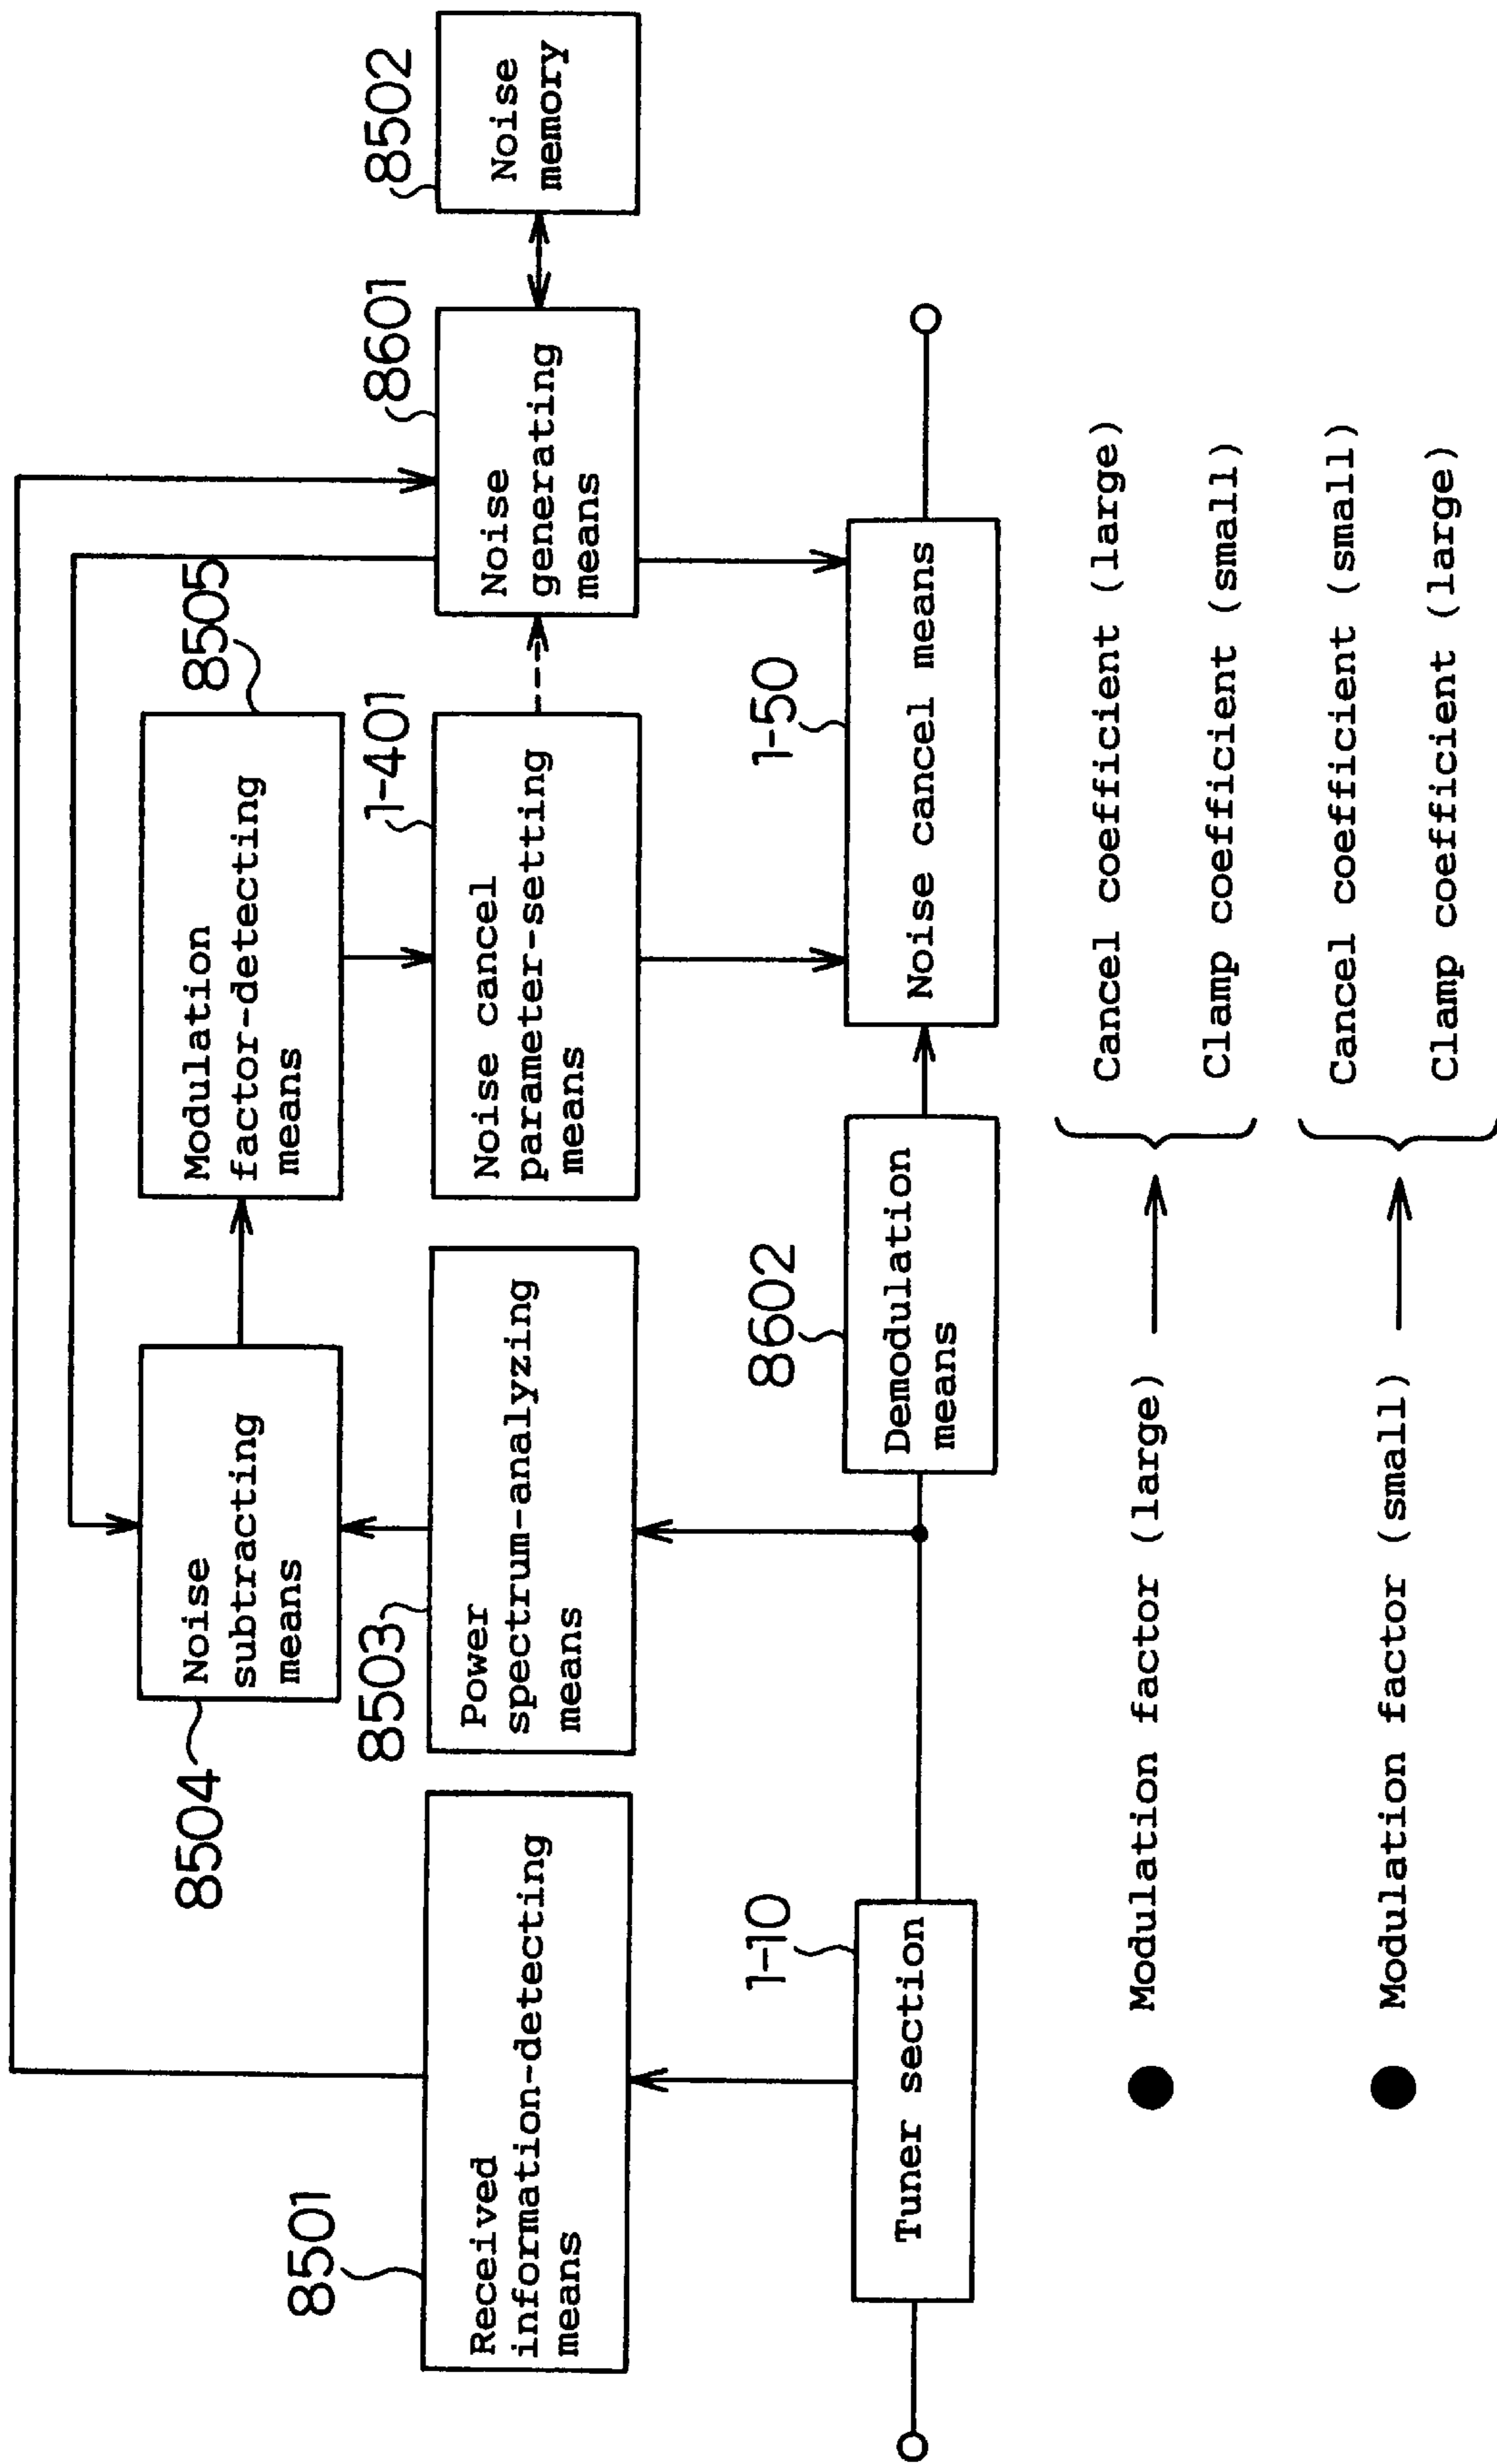 8501
Received
information-detecting
means
8504
Noise
subtracting
means
8503
Power
spectrum-analyzing
means
Modulation
factor-detecting
means
8505
1-401
Noise cancel
parameter-setting
means
8601
Noise
generating
means
8502
Noise
memory
1-10
Tuner section
8602
Demodulation
means
1-50
Noise cancel means
● Modulation factor (large) → Cancel coefficient (large)
Clamp coefficient (small)
● Modulation factor (small) → Cancel coefficient (small)
Clamp coefficient (large)